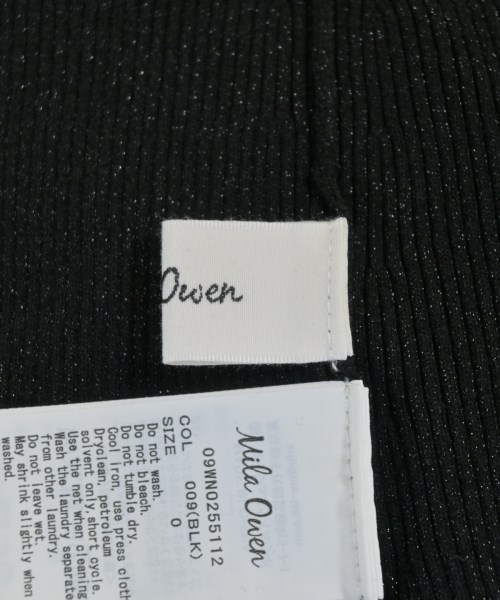 Owen
Mila Owen
09WN0255112
COL 009(BLK)
SIZE 0
Do not wash.
Do not bleach.
Do not tumble dry.
Cool iron, use press cloth
Dryclean, petroleum
solvent only,short cycle.
Use the net when cleaning
Wash the laundry separate
from other laundry.
Do not leave wet.
May shrink slightly when
washed.